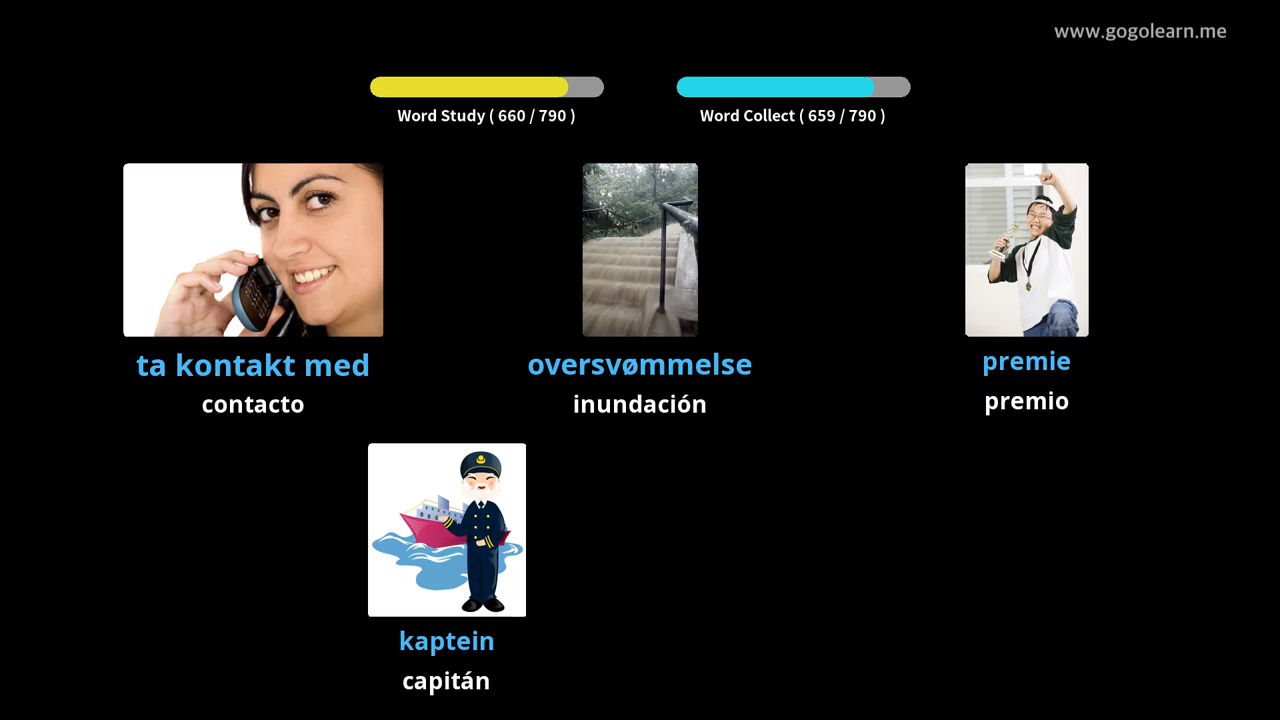 www.gogolearn.me
Word Study ( 660 / 790 )
Word Collect ( 659 / 790 )
ta kontakt med
oversvømmelse
premie
contacto
inundación
premio
kaptein
capitán